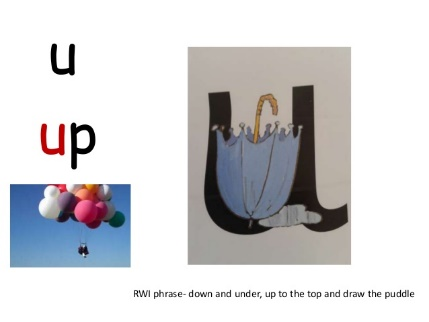 u
up
RWI phrase- down and under, up to the top and draw the puddle